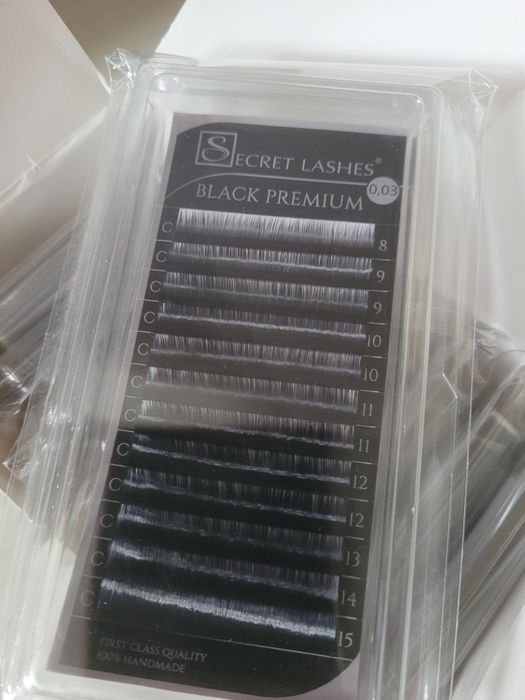 SECRET LASHES®
BLACK PREMIUM 0,03
C 8
C 9
C 9
C 10
C 10
C 11
C 11
C 12
C 12
C 13
C 14
C 15
FIRST CLASS QUALITY
100% HANDMADE